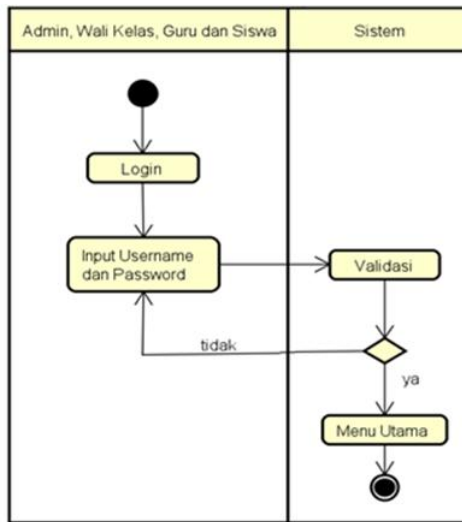 Admin, Wali Kelas, Guru dan Siswa
Sistem
Login
Input Username
dan Password
Validasi
tidak
ya
Menu Utama